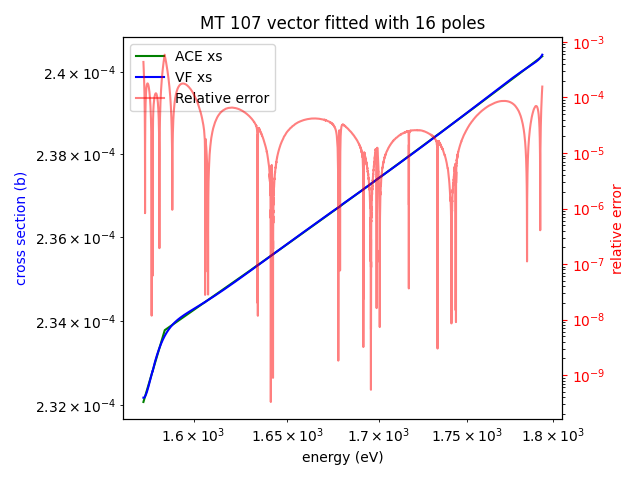 MT 107 vector fitted with 16 poles
ACE xs
VF xs
Relative error
2.4 × 10⁻⁴
2.38 × 10⁻⁴
2.36 × 10⁻⁴
2.34 × 10⁻⁴
2.32 × 10⁻⁴
cross section (b)
10⁻³
10⁻⁴
10⁻⁵
10⁻⁶
10⁻⁷
10⁻⁸
10⁻⁹
relative error
1.6 × 10³ 1.65 × 10³ 1.7 × 10³ 1.75 × 10³ 1.8 × 10³
energy (eV)